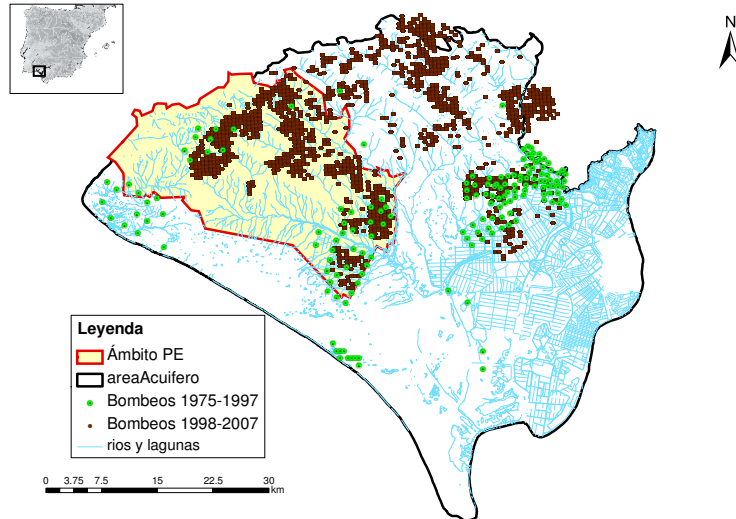 N
Leyenda
Ámbito PE
areaAcuifero
Bombeos 1975-1997
Bombeos 1998-2007
rios y lagunas
0 3.75 7.5 15 22.5 30
km